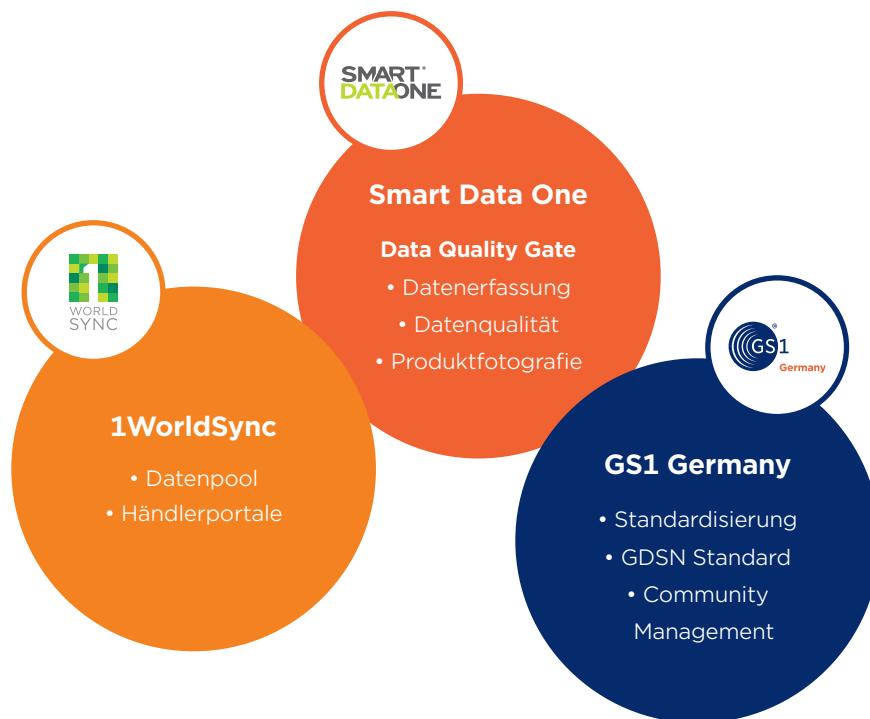 SMART®
DATAONE
Smart Data One
Data Quality Gate
• Datenerfassung
• Datenqualität
• Produktfotografie
1
WORLD
SYNC
1WorldSync
• Datenpool
• Händlerportale
GS1®
Germany
GS1 Germany
• Standardisierung
• GDSN Standard
• Community
Management